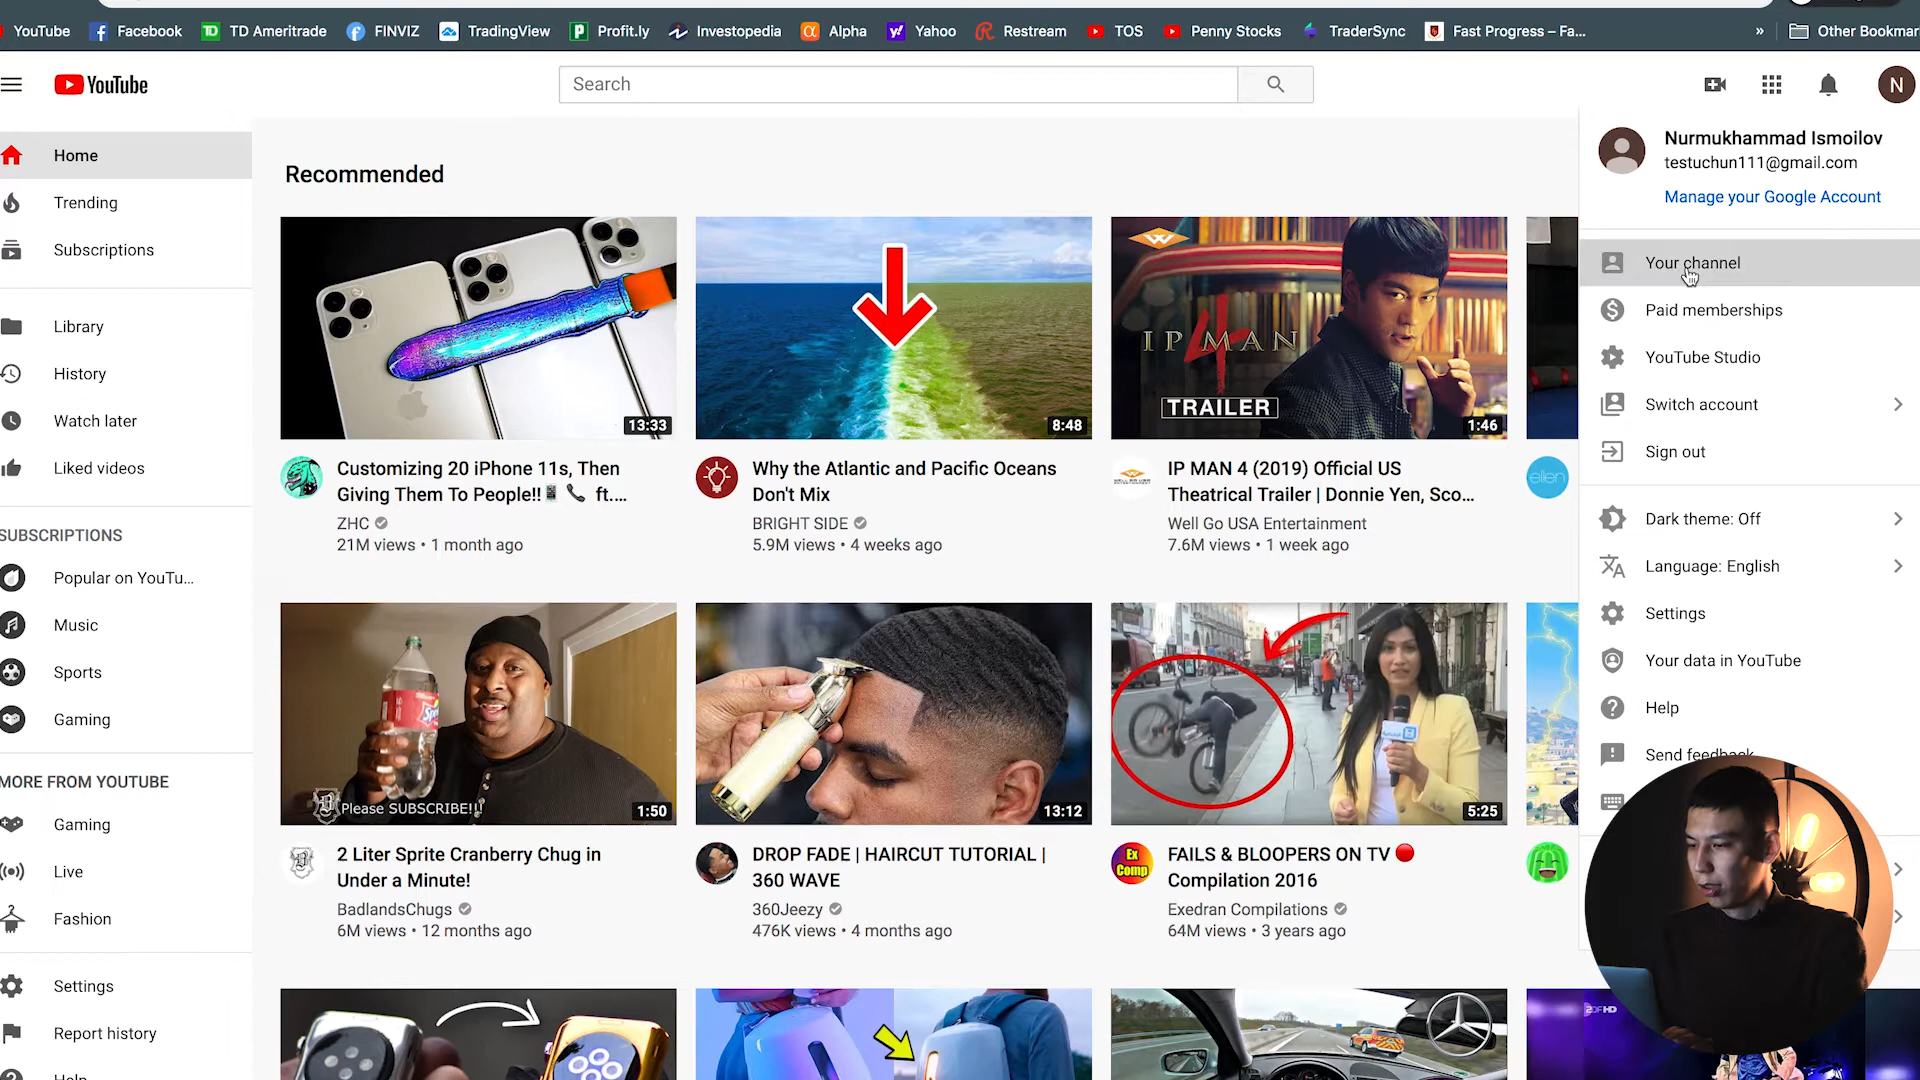 YouTube
Facebook
TD Ameritrade
FINVIZ
TradingView
Profit.ly
Investopedia
Alpha
Yahoo
Restream
TOS
Penny Stocks
TraderSync
Fast Progress – Fa...
»
Other Bookmar
YouTube
Search
N
Home
Trending
Subscriptions
Library
History
Watch later
Liked videos
SUBSCRIPTIONS
Popular on YouTu...
Music
Sports
Gaming
MORE FROM YOUTUBE
Gaming
Live
Fashion
Settings
Report history
Recommended
13:33
Customizing 20 iPhone 11s, Then
Giving Them To People!! ft....
ZHC
21M views • 1 month ago
8:48
Why the Atlantic and Pacific Oceans
Don't Mix
BRIGHT SIDE
5.9M views • 4 weeks ago
IP MAN 4
TRAILER
1:46
IP MAN 4 (2019) Official US
Theatrical Trailer | Donnie Yen, Sco...
Well Go USA Entertainment
7.6M views • 1 week ago
ellen
Please SUBSCRIBE!!!
1:50
2 Liter Sprite Cranberry Chug in
Under a Minute!
BadlandsChugs
6M views • 12 months ago
13:12
DROP FADE | HAIRCUT TUTORIAL |
360 WAVE
360Jeezy
476K views • 4 months ago
5:25
Ex
Comp
FAILS & BLOOPERS ON TV
Compilation 2016
Exedran Compilations
64M views • 3 years ago
Nurmukhammad Ismoilov
testuchun111@gmail.com
Manage your Google Account
Your channel
Paid memberships
YouTube Studio
Switch account
Sign out
Dark theme: Off
Language: English
Settings
Your data in YouTube
Help
Send feedback